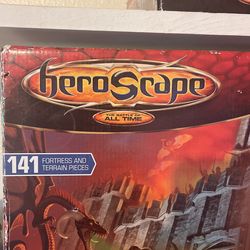 heroscape
THE BATTLE OF
ALL TIME
141 FORTRESS AND
TERRAIN PIECES